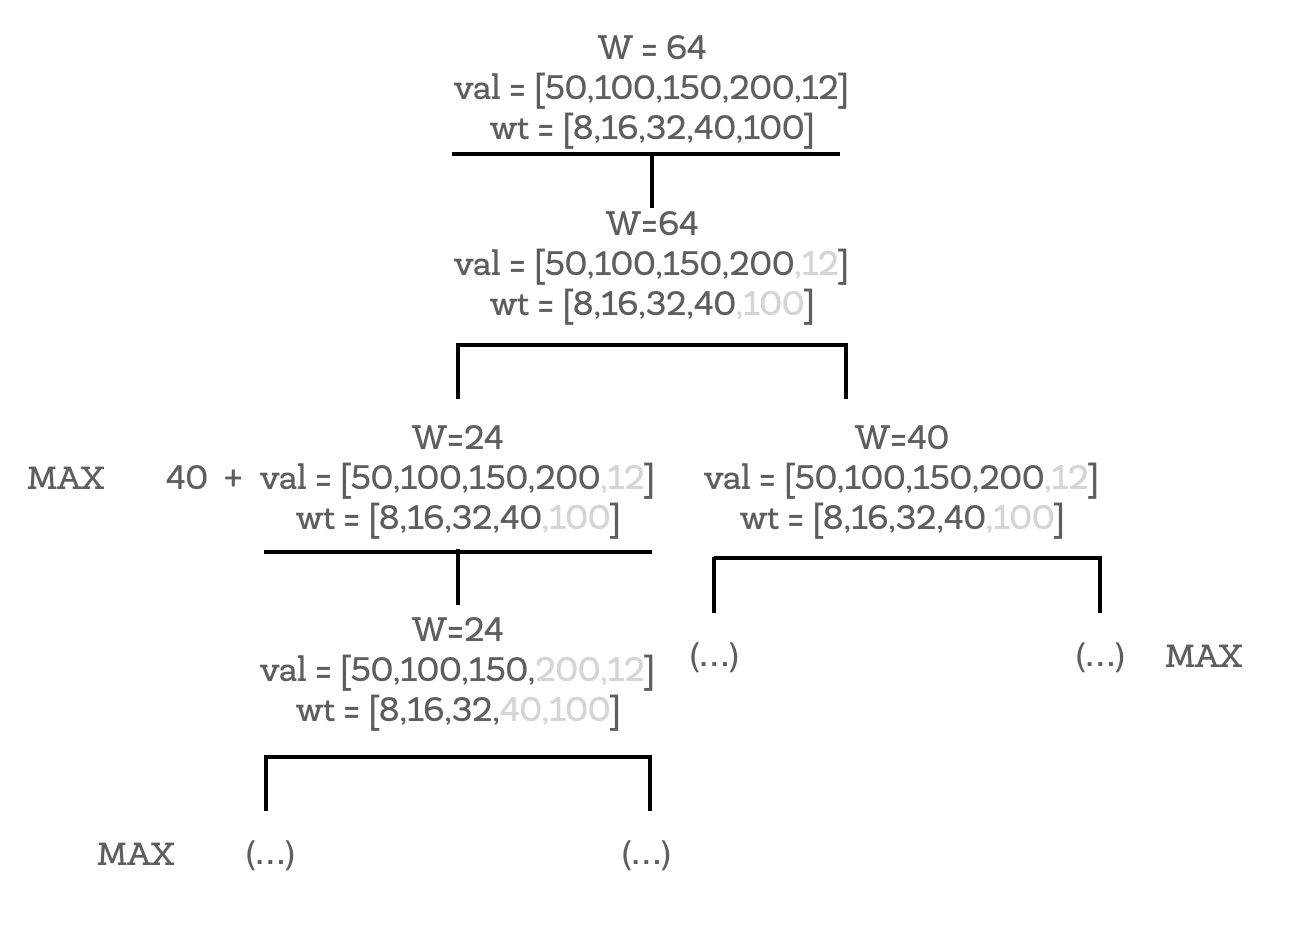 W = 64
val = [50,100,150,200,12]
wt = [8,16,32,40,100]
W=64
val = [50,100,150,200,12]
wt = [8,16,32,40,100]
W=24
MAX 40 + val = [50,100,150,200,12]
wt = [8,16,32,40,100]
W=40
val = [50,100,150,200,12]
wt = [8,16,32,40,100]
W=24
val = [50,100,150,200,12]
wt = [8,16,32,40,100]
(...) (...) MAX
MAX (...) (...)